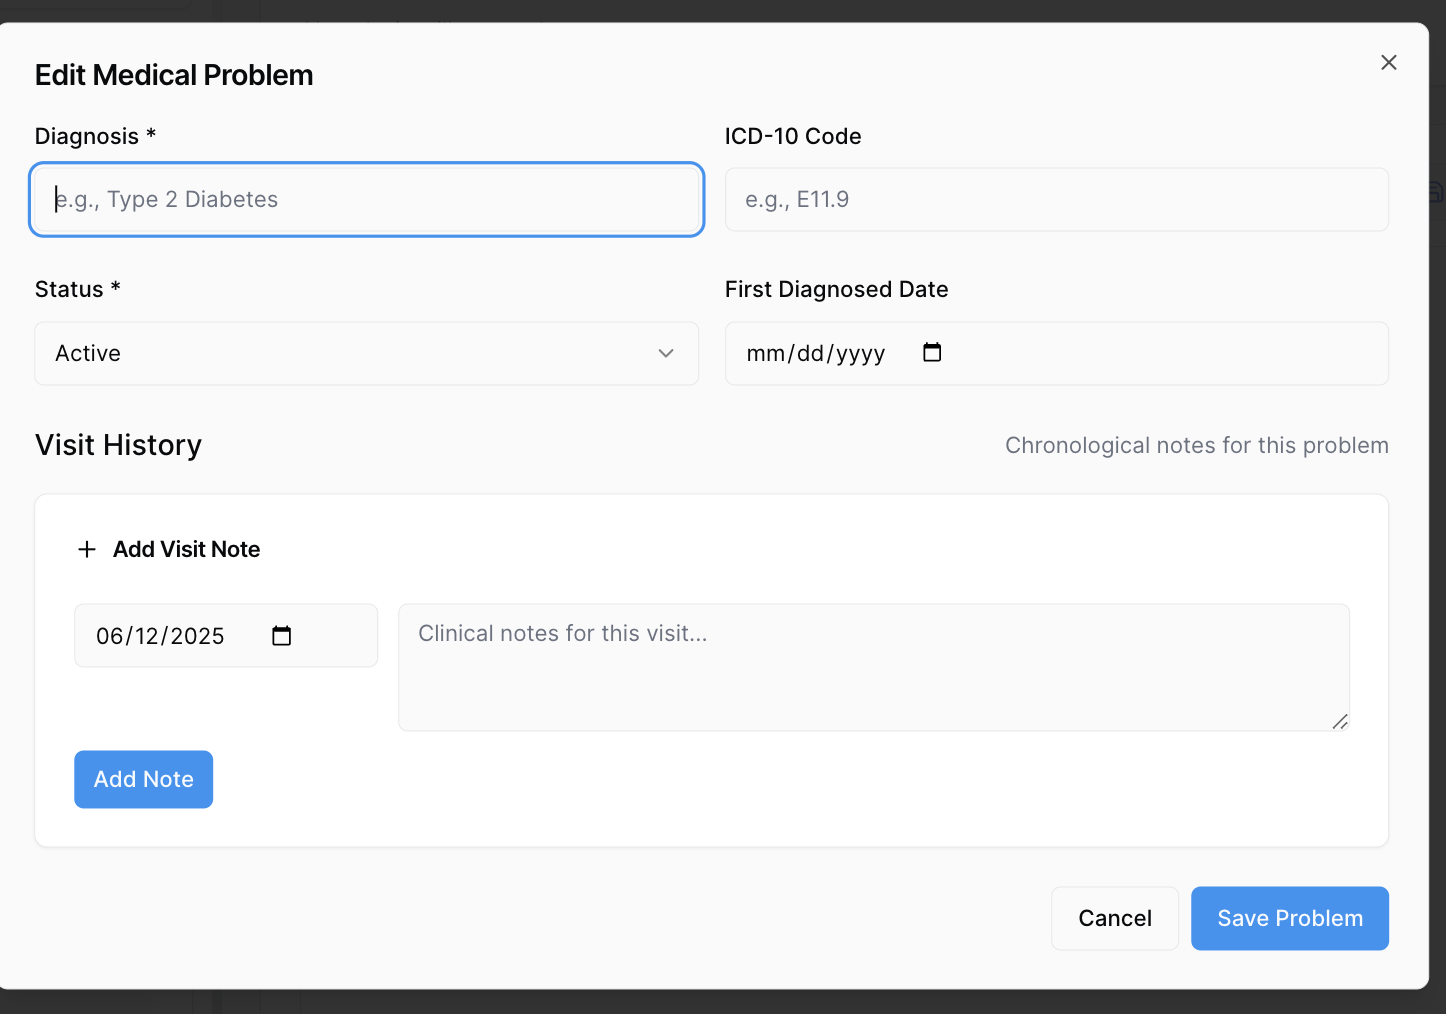 Edit Medical Problem
Diagnosis *
ICD-10 Code
e.g., Type 2 Diabetes
e.g., E11.9
Status *
First Diagnosed Date
Active
mm/dd/yyyy
Visit History
Chronological notes for this problem
+ Add Visit Note
06/12/2025
Clinical notes for this visit...
Add Note
Cancel
Save Problem